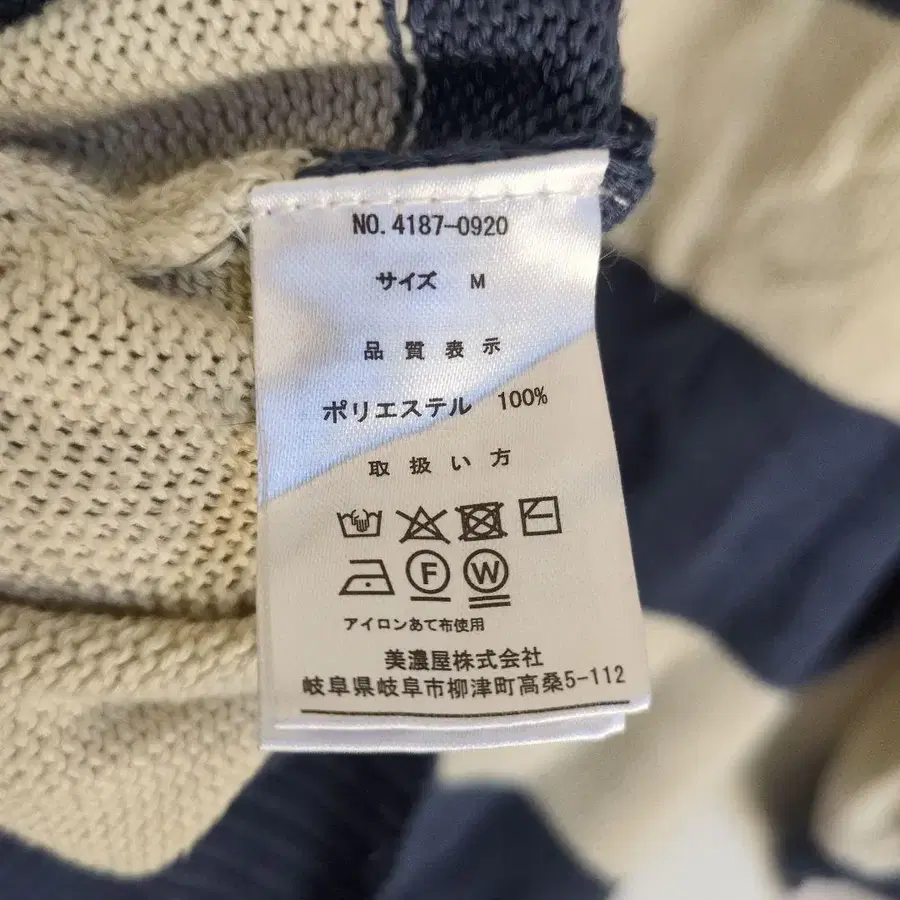 NO. 4187-0920
サイズ M
品質表示
ポリエステル 100%
取扱い方
F W
アイロンあて布使用
美濃屋株式会社
岐阜県岐阜市柳津町高桑5-112